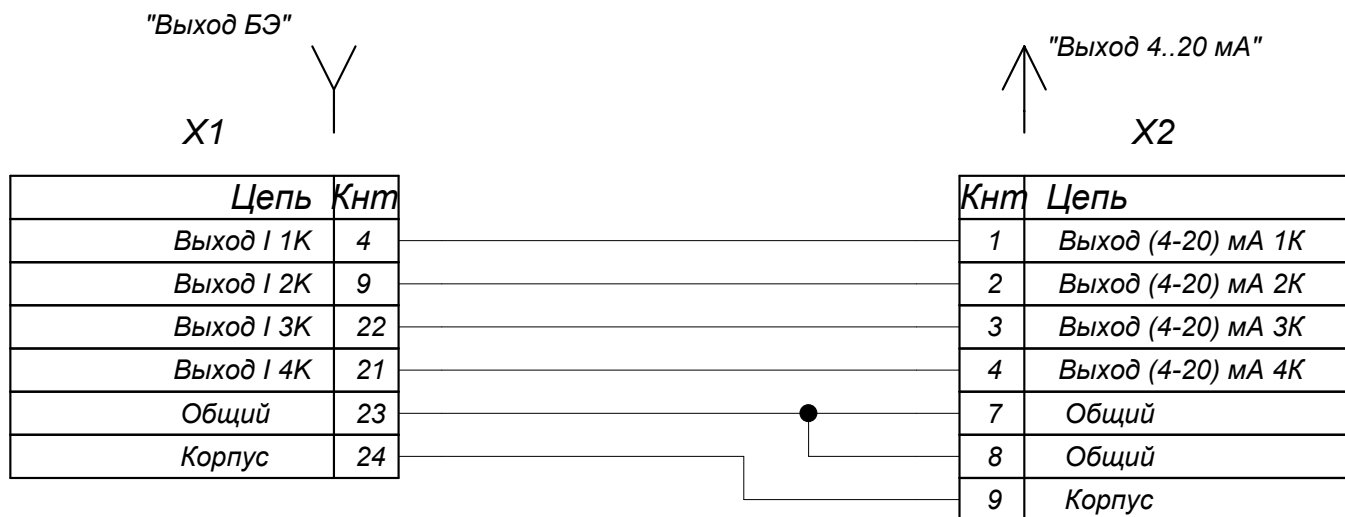 "Выход БЭ"
"Выход 4..20 мА"
X1
X2
Цепь Кнт
Кнт Цепь
Выход I 1К 4
1 Выход (4-20) мА 1К
Выход I 2К 9
2 Выход (4-20) мА 2К
Выход I 3К 22
3 Выход (4-20) мА 3К
Выход I 4К 21
4 Выход (4-20) мА 4К
Общий 23
7 Общий
Корпус 24
8 Общий
9 Корпус